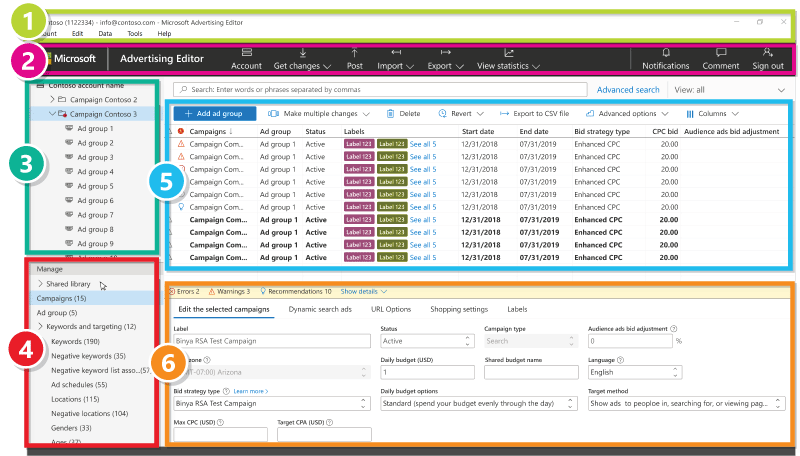 1
ntoso (1122334) - info@contoso.com - Microsoft Advertising Editor
ount Edit Data Tools Help
2
Microsoft Advertising Editor
Account Get changes Post Import Export View statistics Notifications Comment Sign out
Contoso account name
Campaign Contoso 2
Campaign Contoso 3
Ad group 1
Ad group 2
Ad group 3
Ad group 4
Ad group 5
Ad group 6
Ad group 7
Ad group 8
Ad group 9
3
Manage
Shared library
Campaigns (15)
Ad group (5)
Keywords and targeting (12)
Keywords (190)
Negative keywords (35)
Negative keyword list asso...(57)
Ad schedules (55)
Locations (115)
Negative locations (104)
Genders (33)
Ages (32)
4
Search: Enter words or phrases separated by commas Advanced search View: all
+ Add ad group Make multiple changes Delete Revert Export to CSV file Advanced options Columns
Campaigns ↓ Ad group Status Labels Start date End date Bid strategy type CPC bid Audience ads bid adjustment
Campaign Com... Ad group 1 Active Label 123 Label 123 See all 5 12/31/2018 07/31/2019 Enhanced CPC 20.00
Campaign Com... Ad group 1 Active Label 123 Label 123 See all 5 12/31/2018 07/31/2019 Enhanced CPC 20.00
Campaign Com... Ad group 1 Active Label 123 Label 123 See all 5 12/31/2018 07/31/2019 Enhanced CPC 20.00
Campaign Com... Ad group 1 Active Label 123 Label 123 See all 5 12/31/2018 07/31/2019 Enhanced CPC 20.00
Campaign Com... Ad group 1 Active Label 123 Label 123 See all 5 12/31/2018 07/31/2019 Enhanced CPC 20.00
Campaign Com... Ad group 1 Active Label 123 Label 123 See all 5 12/31/2018 07/31/2019 Enhanced CPC 20.00
Campaign Com... Ad group 1 Active Label 123 Label 123 See all 5 12/31/2018 07/31/2019 Enhanced CPC 20.00
Campaign Com... Ad group 1 Active Label 123 Label 123 See all 5 12/31/2018 07/31/2019 Enhanced CPC 20.00
Campaign Com... Ad group 1 Active Label 123 Label 123 See all 5 12/31/2018 07/31/2019 Enhanced CPC 20.00
Campaign Com... Ad group 1 Active Label 123 Label 123 See all 5 12/31/2018 07/31/2019 Enhanced CPC 20.00
5
Errors 2 Warnings 3 Recommendations 10 Show details
Edit the selected campaigns Dynamic search ads URL Options Shopping settings Labels
Label Status Campaign type Audience ads bid adjustment ?
Binya RSA Test Campaign Active Search 0 %
zone ? Daily budget (USD) Shared budget name Language ?
T-07:00) Arizona 1 English
Bid strategy type ? Learn more > Daily budget options Target method
Binya RSA Test Campaign Standard (spend your budget evenly through the day) Show ads to peoploe in, searching for, or viewing pag...
Max CPC (USD) ? Target CPA (USD) ?
6